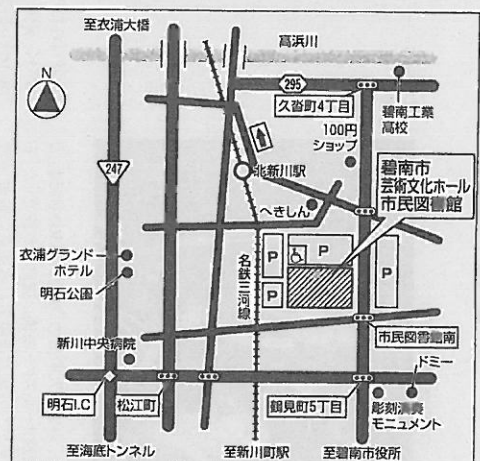 至衣浦大橋
高浜川
N
295
久沓町4丁目
碧南工業
高校
100円
ショップ
247
北新川駅
碧南市
芸術文化ホール
市民図書館
へきしん
P
P
P
P
衣浦グランド
ホテル
明石公園
名鉄三河線
新川中央病院
市民図書館南
ドミー
明石I.C
松江町
鶴見町5丁目
彫刻演奏
モニュメント
至海底トンネル
至新川町駅
至碧南市役所